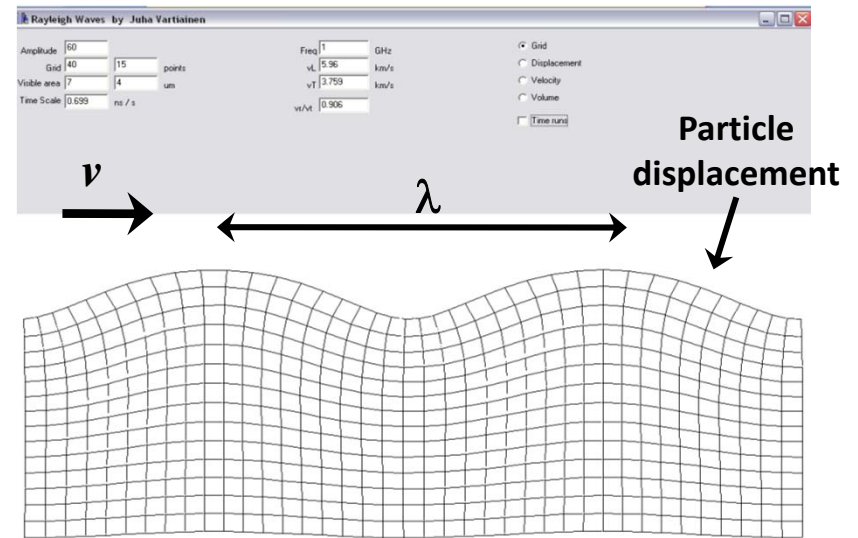 Rayleigh Waves by Juha Vartiainen
Amplitude 60
Grid 40 15 points
Visible area 7 4 um
Time Scale 0.699 ns / s
Freq 1 GHz
vL 5.96 km/s
vT 3.759 km/s
vr/vt 0.906
Grid
Displacement
Velocity
Volume
Time runs
Particle
displacement
v
λ